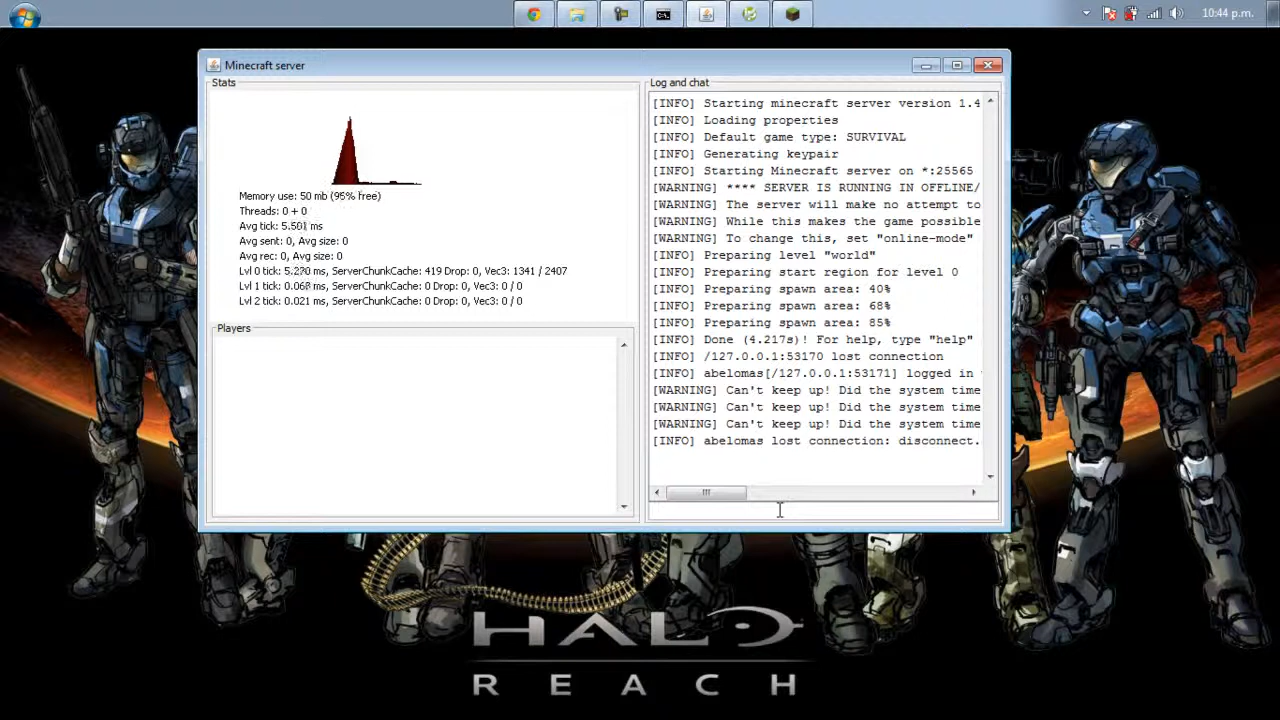 10:44 p.m.
Minecraft server
Stats
Memory use: 50 mb (95% free)
Threads: 0 + 0
Avg tick: 5.501 ms
Avg sent: 0, Avg size: 0
Avg rec: 0, Avg size: 0
Lvl 0 tick: 5.270 ms, ServerChunkCache: 419 Drop: 0, Vec3: 1341 / 2407
Lvl 1 tick: 0.068 ms, ServerChunkCache: 0 Drop: 0, Vec3: 0 / 0
Lvl 2 tick: 0.021 ms, ServerChunkCache: 0 Drop: 0, Vec3: 0 / 0
Players
Log and chat
[INFO] Starting minecraft server version 1.4
[INFO] Loading properties
[INFO] Default game type: SURVIVAL
[INFO] Generating keypair
[INFO] Starting Minecraft server on *:25565
[WARNING] **** SERVER IS RUNNING IN OFFLINE/
[WARNING] The server will make no attempt to
[WARNING] While this makes the game possible
[WARNING] To change this, set "online-mode"
[INFO] Preparing level "world"
[INFO] Preparing start region for level 0
[INFO] Preparing spawn area: 40%
[INFO] Preparing spawn area: 68%
[INFO] Preparing spawn area: 85%
[INFO] Done (4.217s)! For help, type "help"
[INFO] /127.0.0.1:53170 lost connection
[INFO] abelomas[/127.0.0.1:53171] logged in
[WARNING] Can't keep up! Did the system time
[WARNING] Can't keep up! Did the system time
[WARNING] Can't keep up! Did the system time
[INFO] abelomas lost connection: disconnect.
HALO
REACH